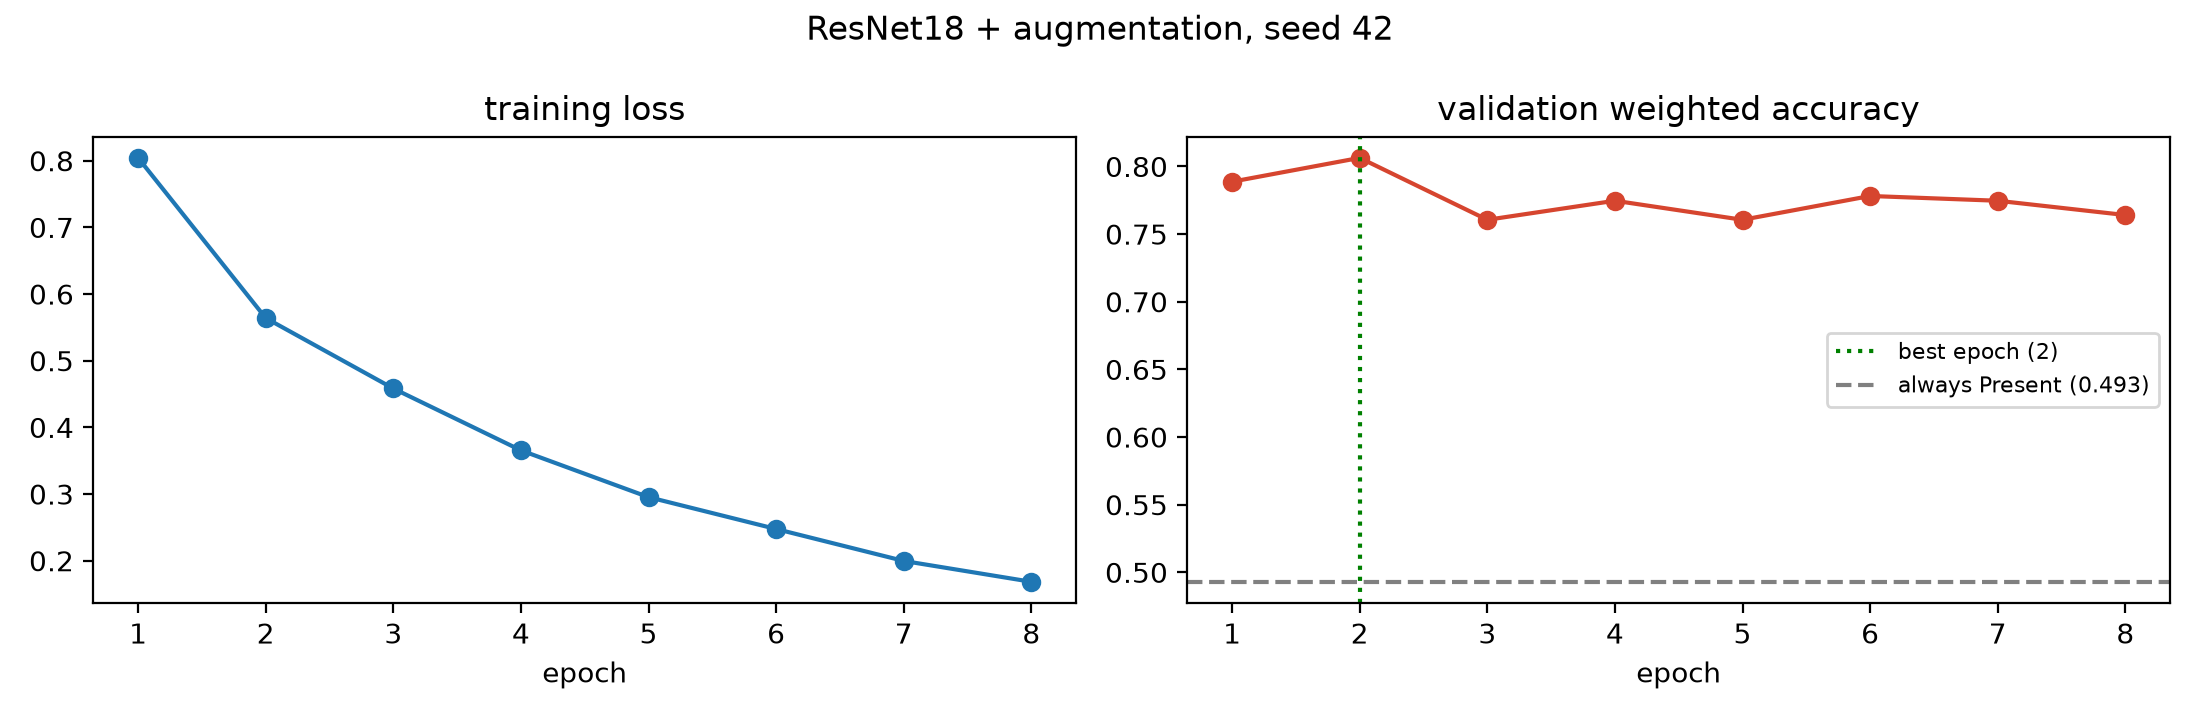 ResNet18 + augmentation, seed 42
training loss
0.8
0.7
0.6
0.5
0.4
0.3
0.2
1 2 3 4 5 6 7 8
epoch
validation weighted accuracy
0.80
0.75
0.70
0.65
0.60
0.55
0.50
best epoch (2)
always Present (0.493)
1 2 3 4 5 6 7 8
epoch